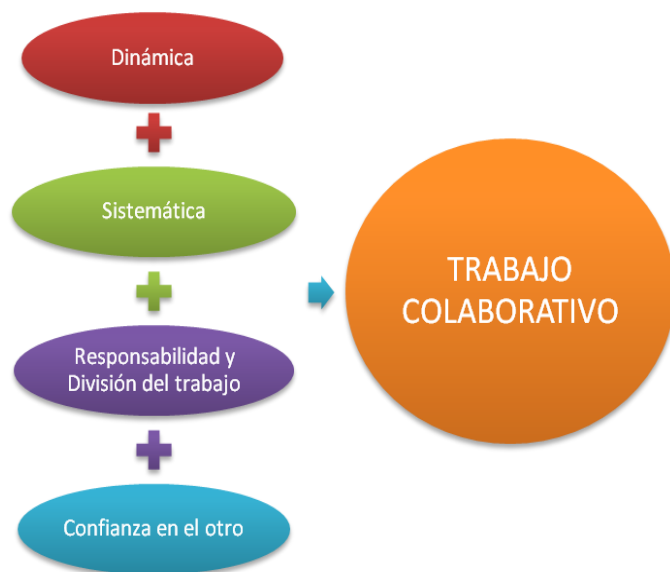 Dinámica
Sistemática
Responsabilidad y
División del trabajo
Confianza en el otro
TRABAJO
COLABORATIVO